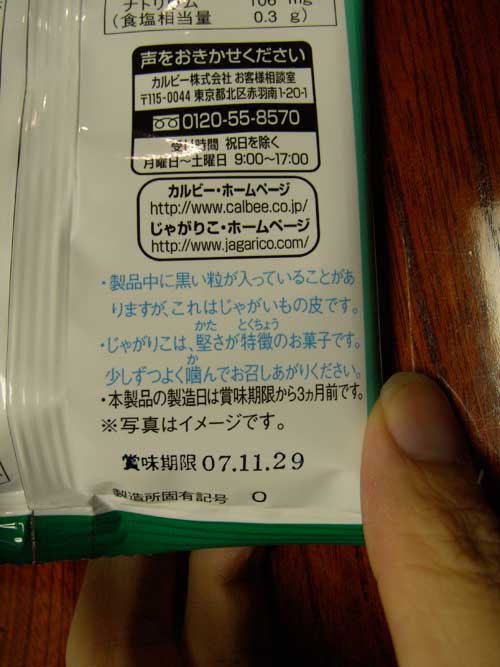 ナトリウム 106 mg
(食塩相当量 0.3 g)
声をおきかせください
カルビー株式会社 お客様相談室
〒115-0044 東京都北区赤羽南1-20-1
0120-55-8570
受付時間 祝日を除く
月曜日～土曜日 9:00～17:00
カルビー・ホームページ
http://www.calbee.co.jp/
じゃがりこ・ホームページ
http://www.jagarico.com/
・製品中に黒い粒が入っていることがあ
りますが、これはじゃがいもの皮です。
かた とくちょう
・じゃがりこは、堅さが特徴のお菓子です。
か
少しずつよく噛んでお召しあがりください。
・本製品の製造日は賞味期限から3ヵ月前です。
※写真はイメージです。
賞味期限 07.11.29
製造所固有記号 O